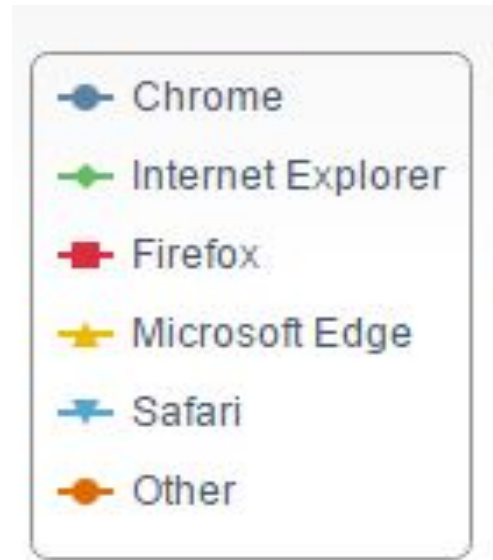 Chrome
Internet Explorer
Firefox
Microsoft Edge
Safari
Other